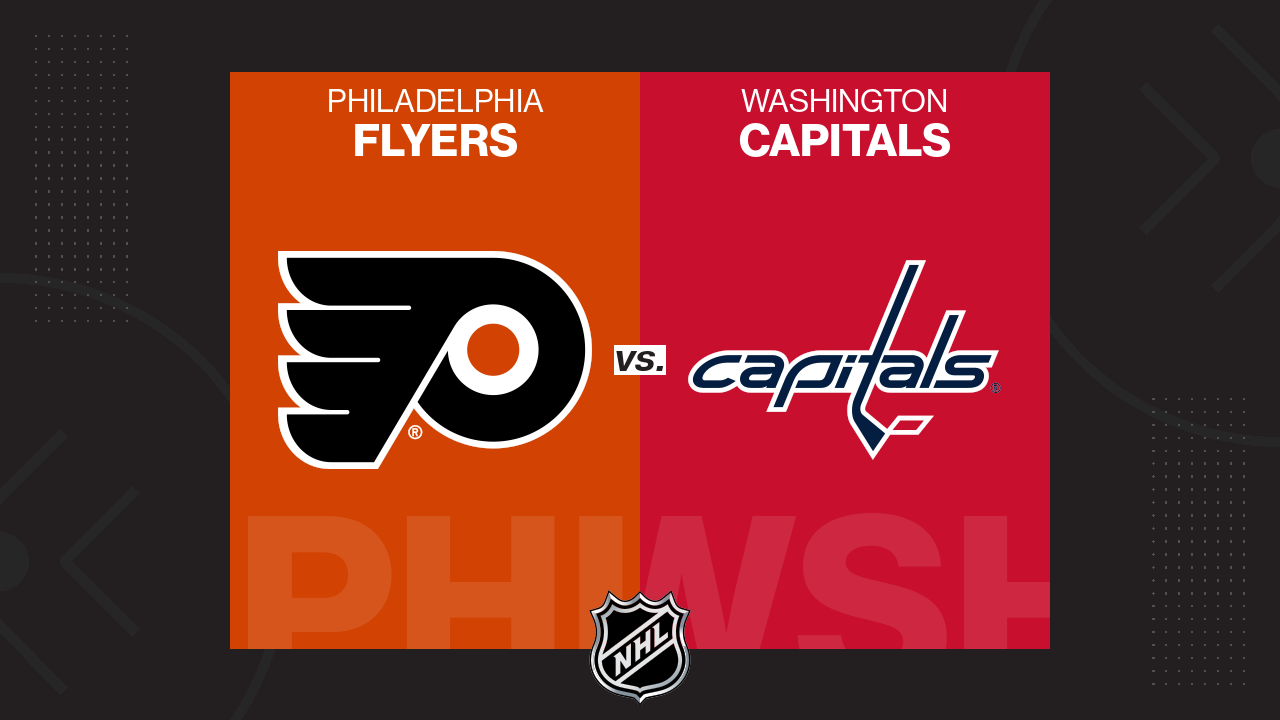 PHILADELPHIA
FLYERS
WASHINGTON
CAPITALS
vs.
capitals
®
PHI
WSH
NHL